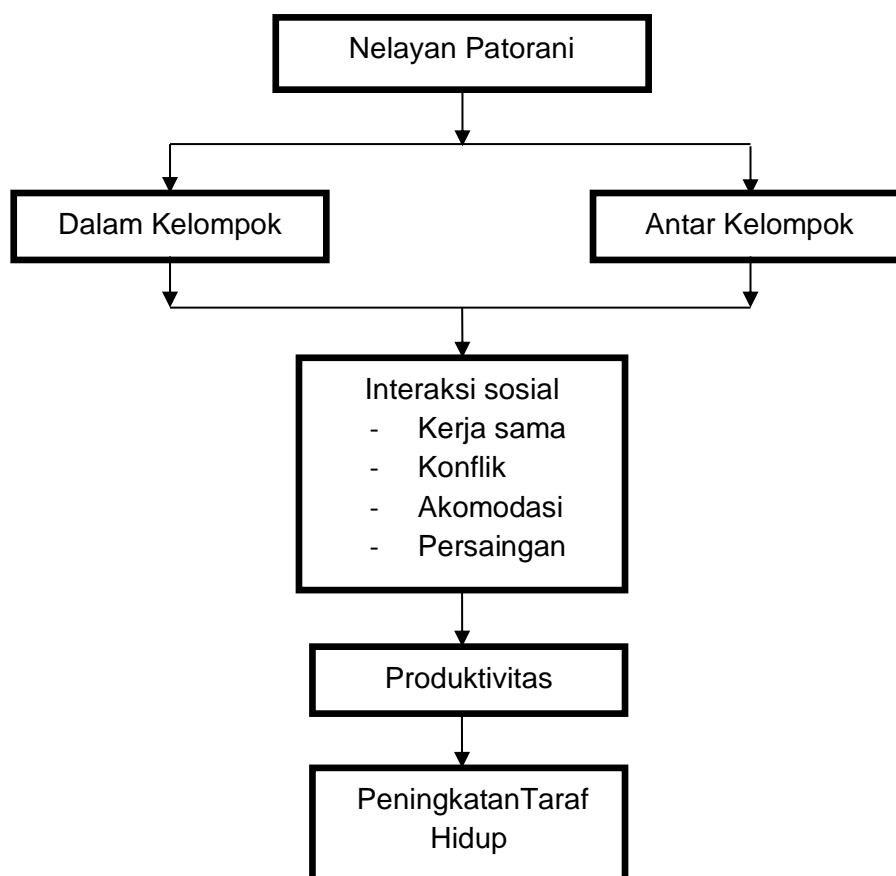 Nelayan Patorani
Dalam Kelompok
Antar Kelompok
Interaksi sosial
- Kerja sama
- Konflik
- Akomodasi
- Persaingan
Produktivitas
PeningkatanTaraf
Hidup